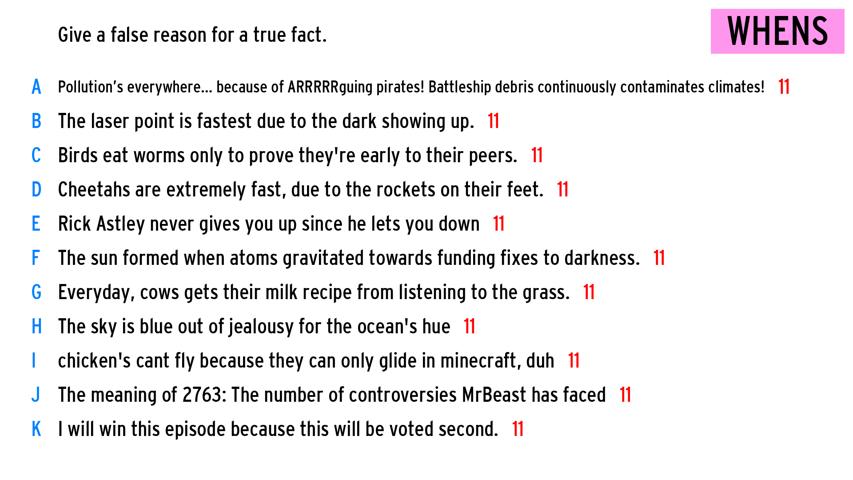 Give a false reason for a true fact.
WHENS
A Pollution's everywhere... because of ARRRRRguing pirates! Battleship debris continuously contaminates climates! 11
B The laser point is fastest due to the dark showing up. 11
C Birds eat worms only to prove they're early to their peers. 11
D Cheetahs are extremely fast, due to the rockets on their feet. 11
E Rick Astley never gives you up since he lets you down 11
F The sun formed when atoms gravitated towards funding fixes to darkness. 11
G Everyday, cows gets their milk recipe from listening to the grass. 11
H The sky is blue out of jealousy for the ocean's hue 11
I chicken's cant fly because they can only glide in minecraft, duh 11
J The meaning of 2763: The number of controversies MrBeast has faced 11
K I will win this episode because this will be voted second. 11